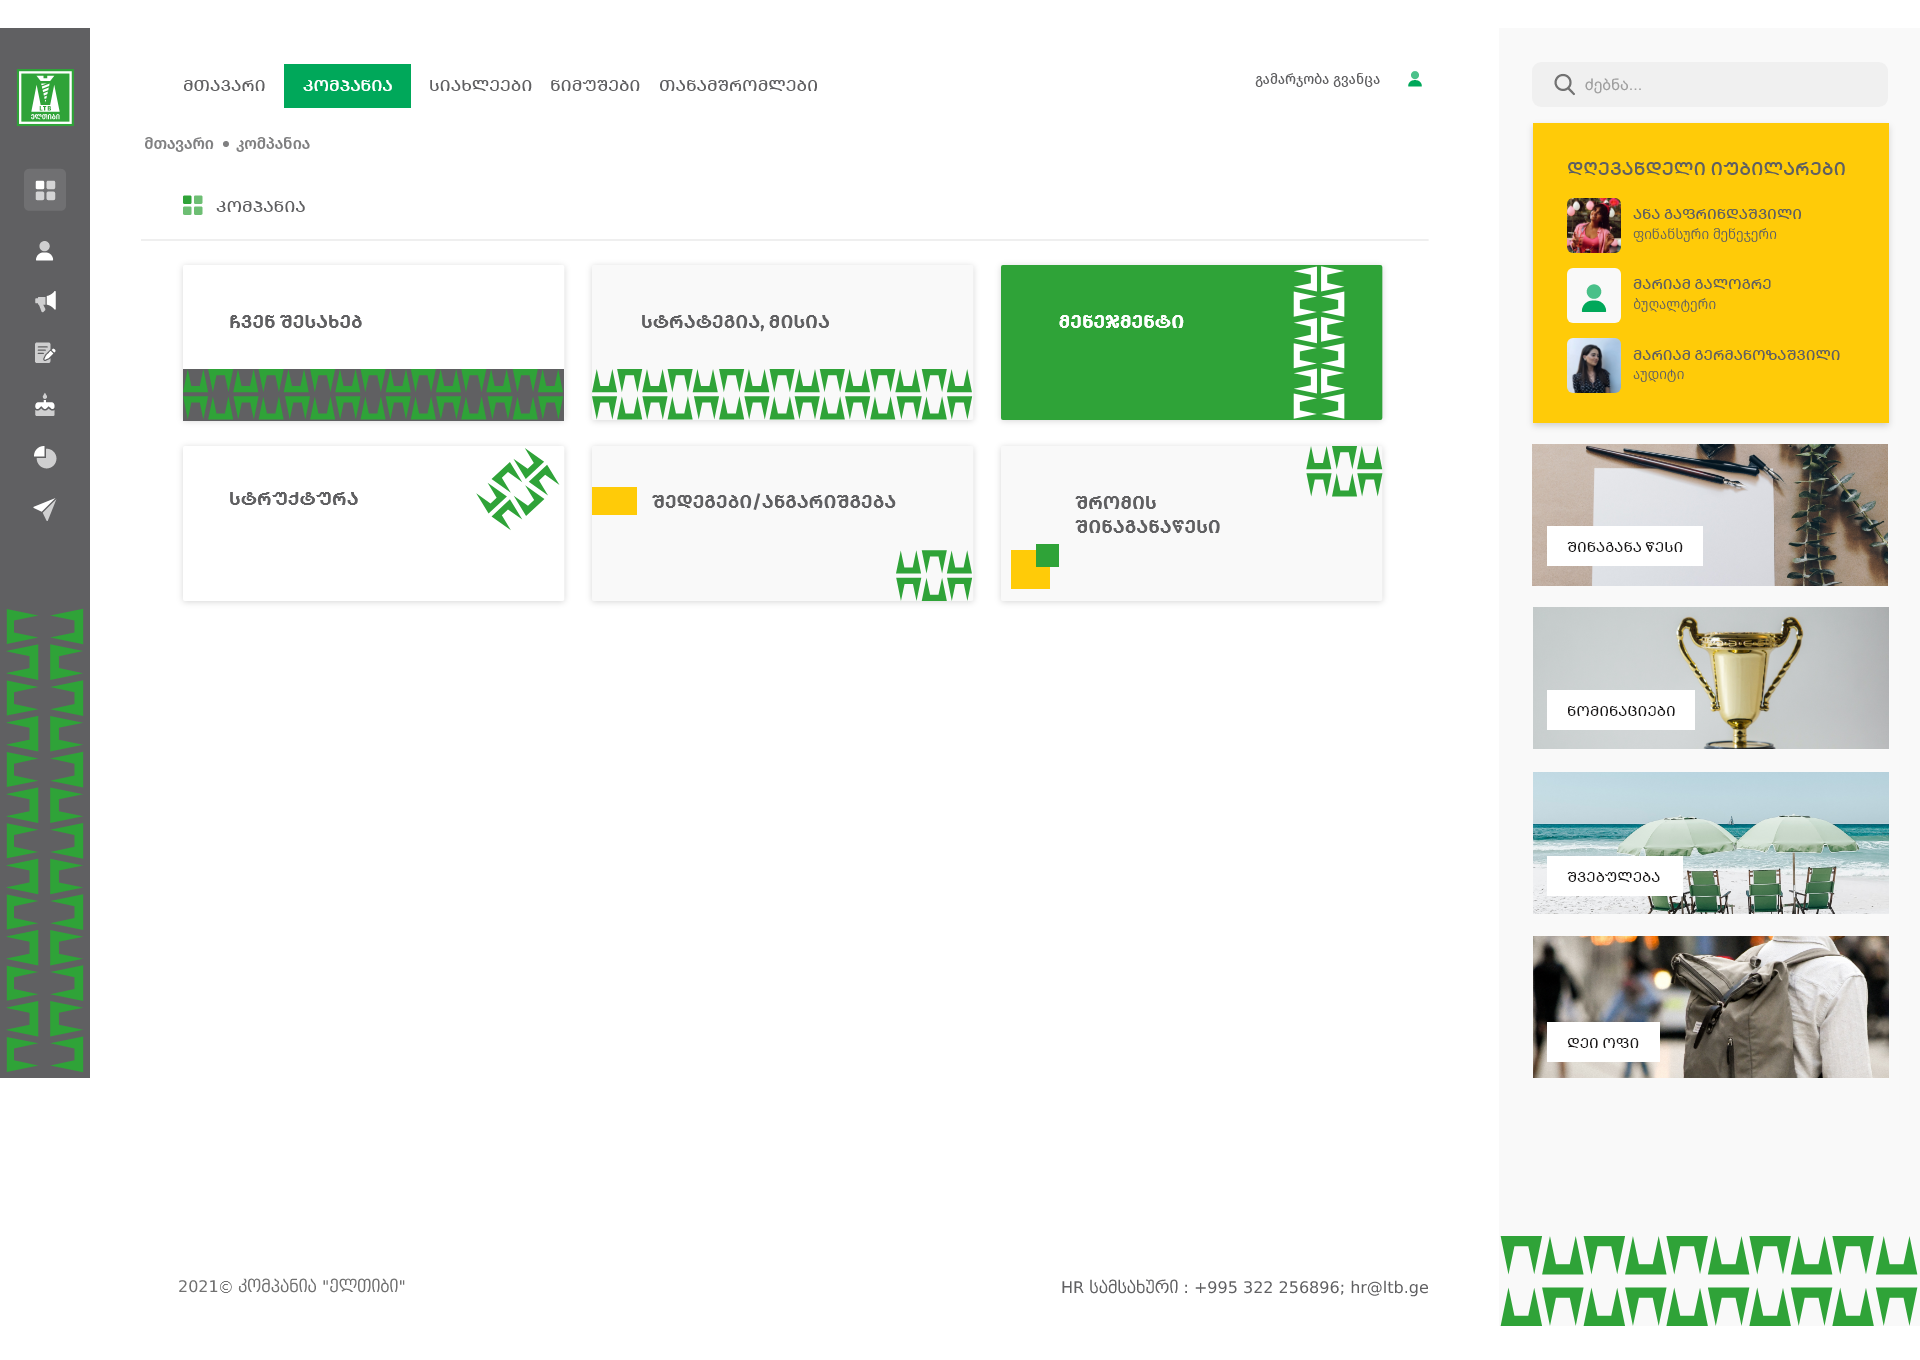 LTB
ელთიბი
მთავარი კომპანია სიახლეები ნიმუშები თანამშრომლები
გამარჯობა გვანცა
ძებნა...
მთავარი • კომპანია
კომპანია
ჩვენ შესახებ
სტრატეგია, მისია
მენეჯმენტი
სტრუქტურა
შედეგები/ანგარიშგება
შრომის
შინაგანაწესი
დღევანდელი იუბილარები
ანა გაფრინდაშვილი
ფინანსური მენეჯერი
მარიამ გალოგრე
ბუღალტერი
მარიამ გერმანოზაშვილი
აუდიტი
შინაგანა წესი
ნომინაციები
შვებულება
დეი ოფი
2021© კომპანია "ელთიბი"
HR სამსახური : +995 322 256896; hr@ltb.ge